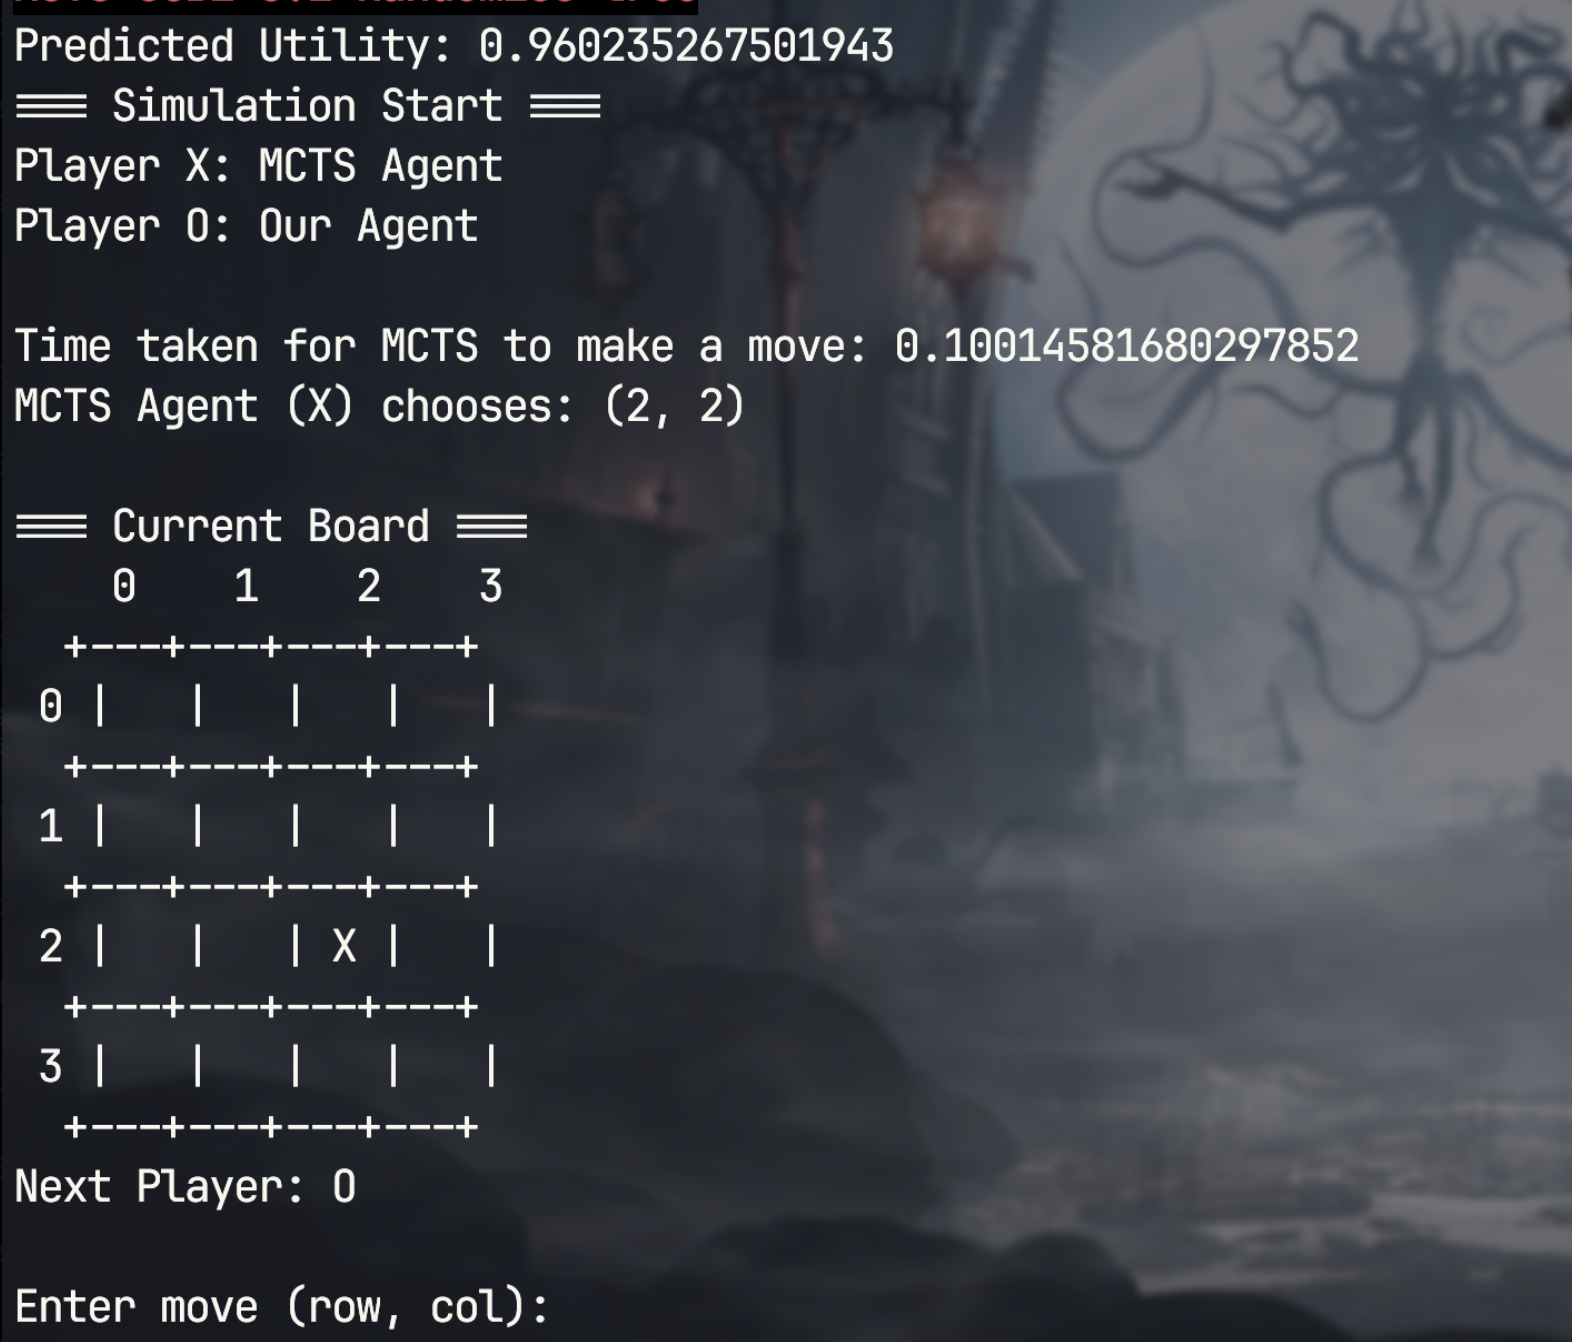 Predicted Utility: 0.960235267501943
=== Simulation Start ===
Player X: MCTS Agent
Player O: Our Agent
Time taken for MCTS to make a move: 0.10014581680297852
MCTS Agent (X) chooses: (2, 2)
=== Current Board ===
    0    1    2    3
  +---+---+---+---+
 0 |   |   |   |   |
  +---+---+---+---+
 1 |   |   |   |   |
  +---+---+---+---+
 2 |   |   | X |   |
  +---+---+---+---+
 3 |   |   |   |   |
  +---+---+---+---+
Next Player: O
Enter move (row, col):